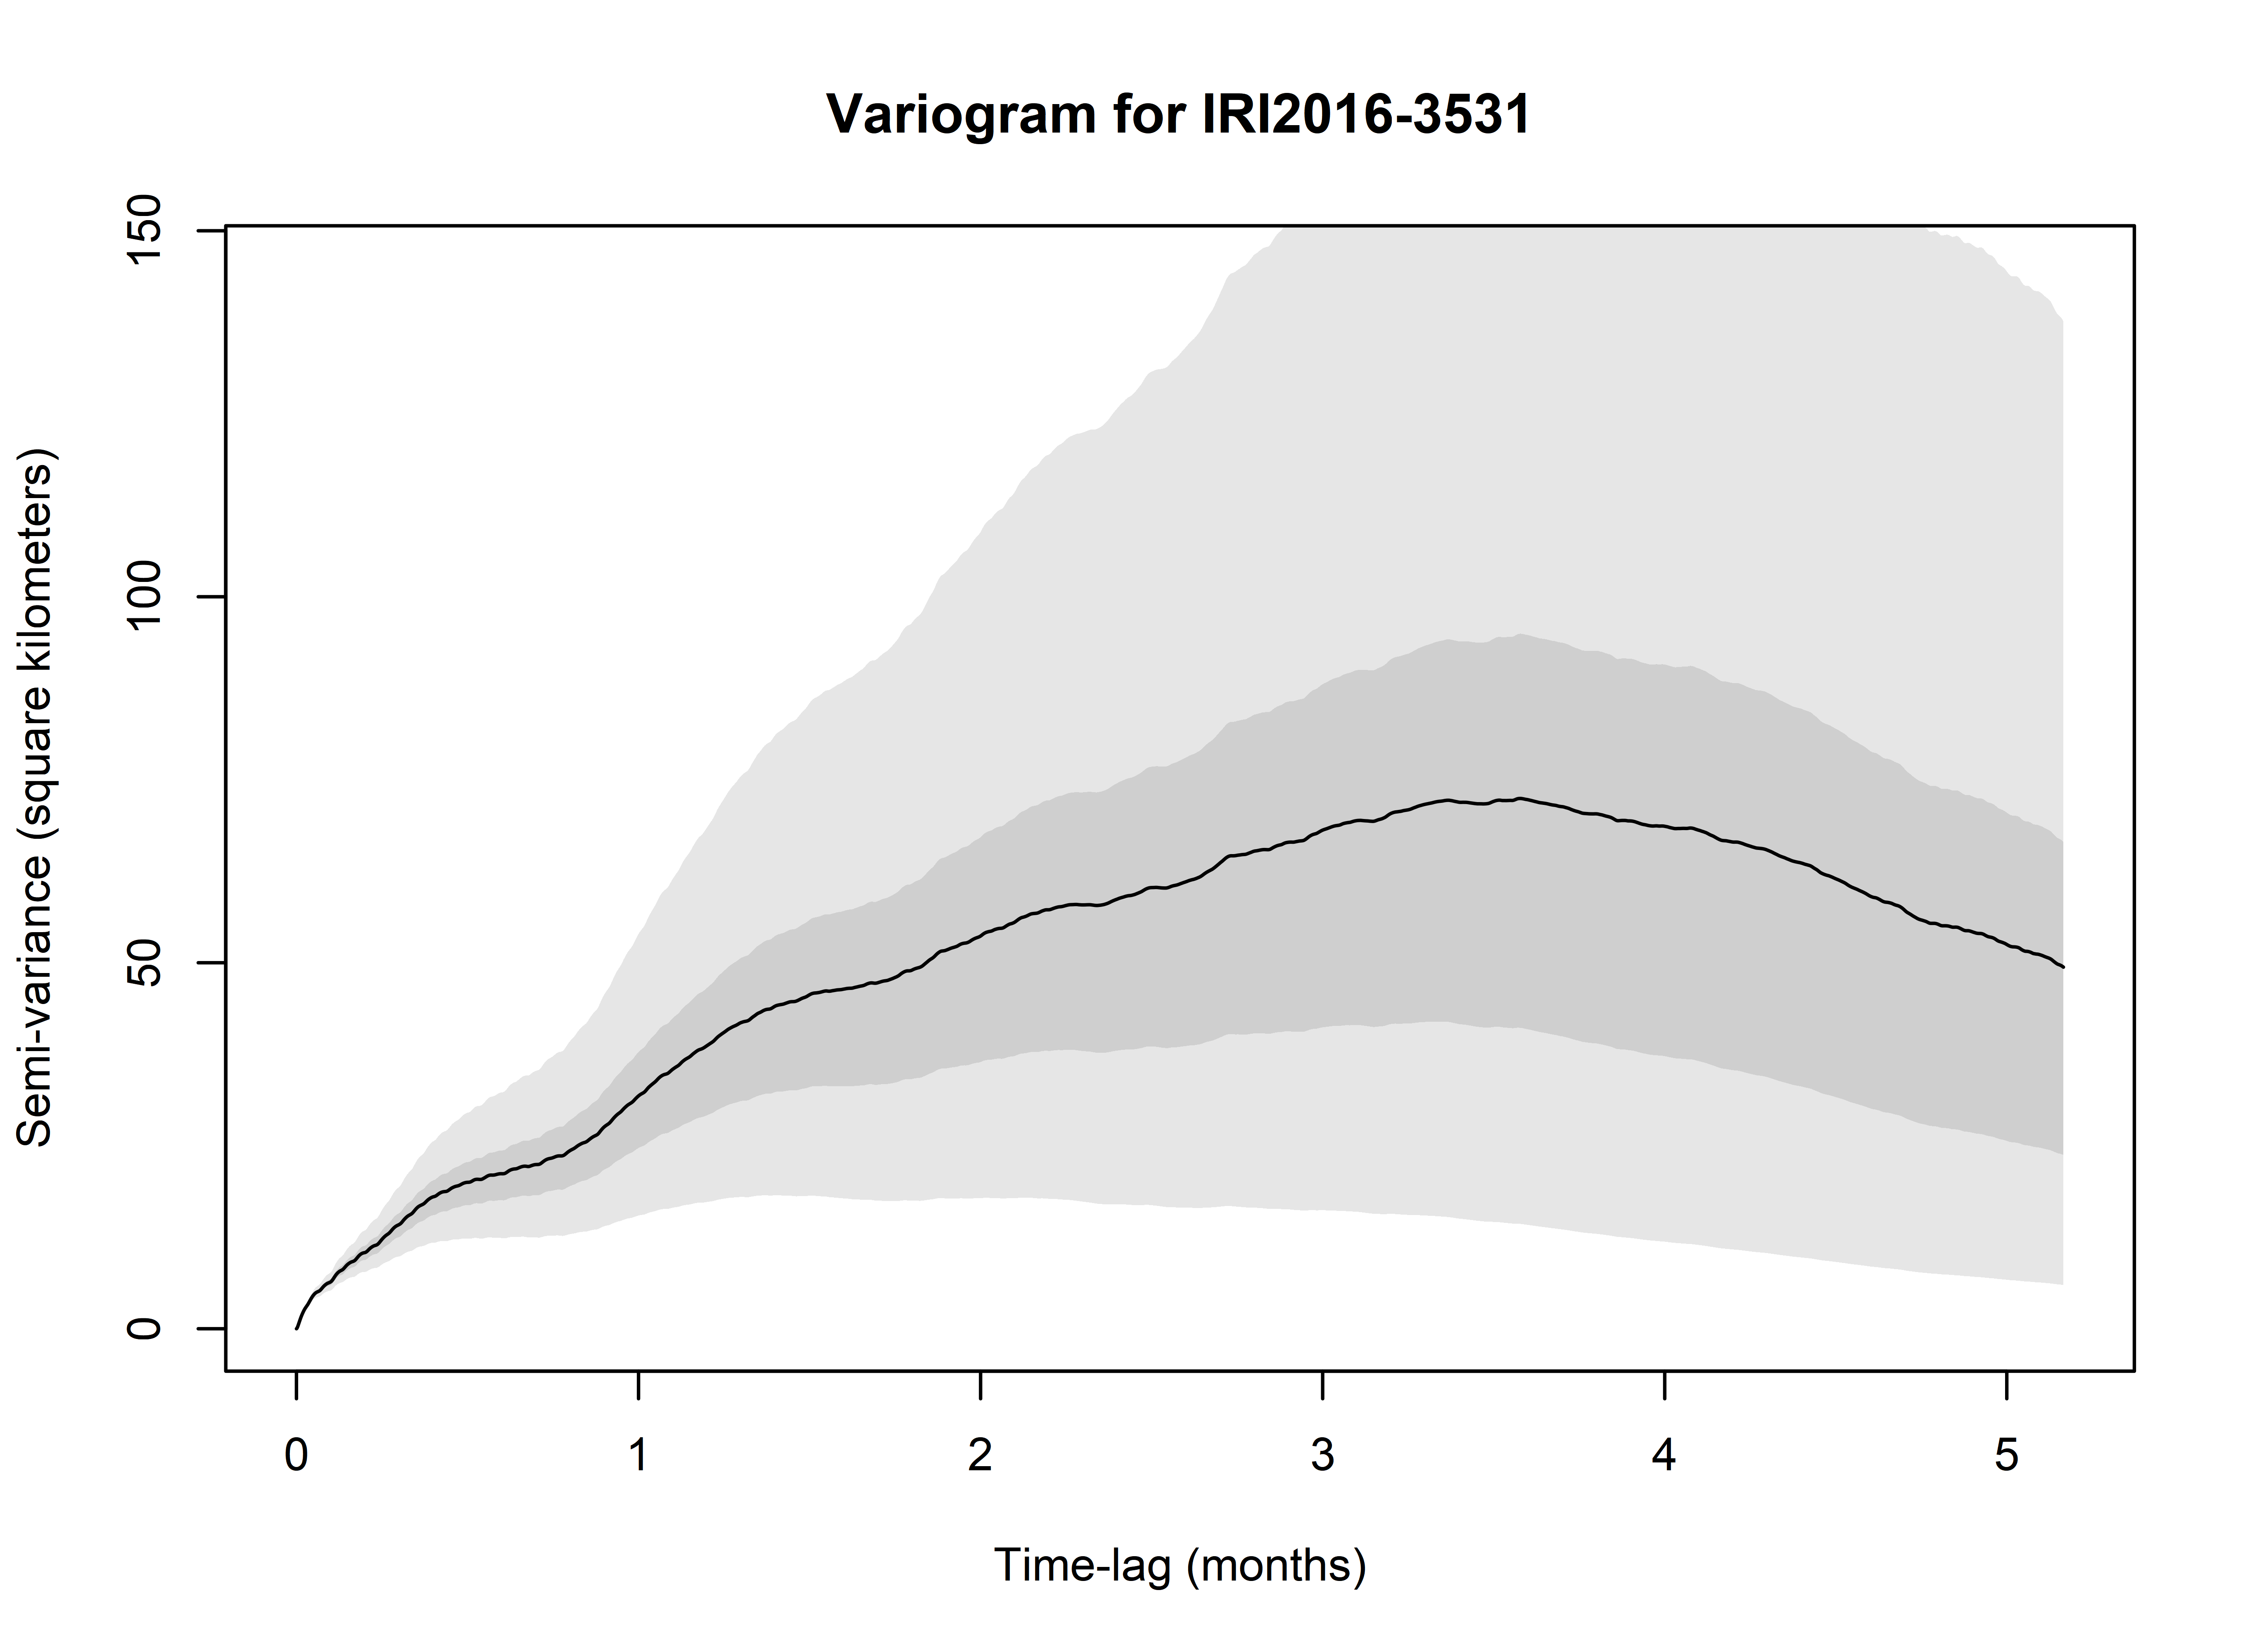 Variogram for IRI2016-3531
Semi-variance (square kilometers)
150
100
50
0
0 1 2 3 4 5
Time-lag (months)